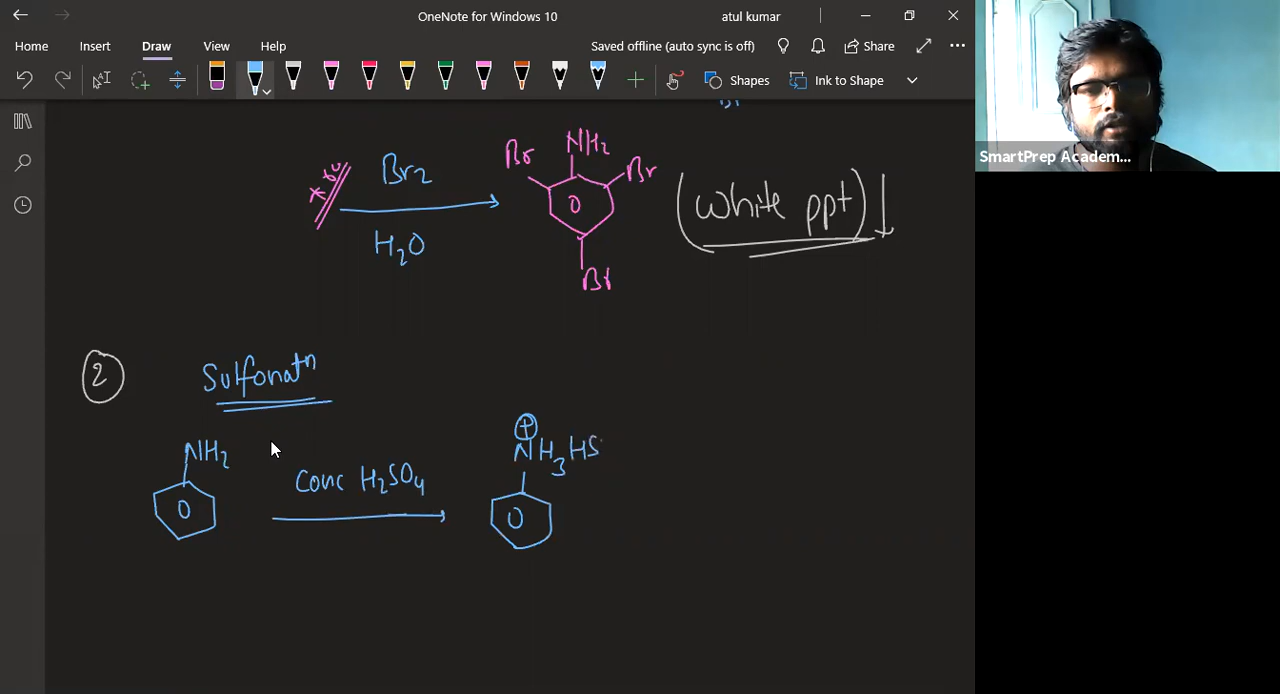 OneNote for Windows 10
atul kumar
Home Insert Draw View Help
Saved offline (auto sync is off)
Share
Shapes
Ink to Shape
Br
Br2
H2O
NH2
Br
Br
Br
(White ppt)↓
2
Sulfonatn
NH2
Conc H2SO4
⊕
NH3HS
SmartPrep Academ...